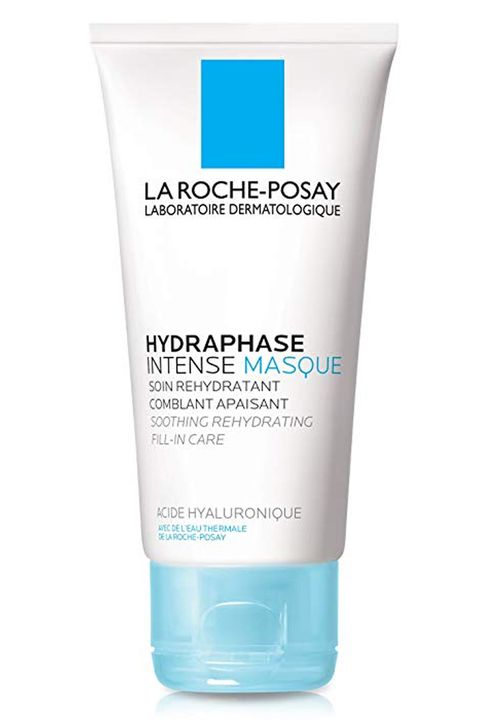 LA ROCHE-POSAY
LABORATOIRE DERMATOLOGIQUE
HYDRAPHASE
INTENSE MASQUE
SOIN REHYDRATANT
COMBLANT APAISANT
SOOTHING REHYDRATING
FILL-IN CARE
ACIDE HYALURONIQUE
AVEC DE L'EAU THERMALE
DE LA ROCHE-POSAY